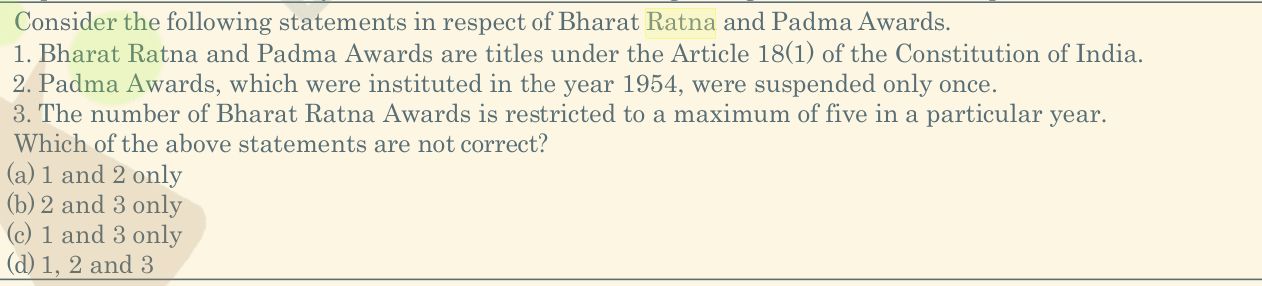 Consider the following statements in respect of Bharat Ratna and Padma Awards.
1. Bharat Ratna and Padma Awards are titles under the Article 18(1) of the Constitution of India.
2. Padma Awards, which were instituted in the year 1954, were suspended only once.
3. The number of Bharat Ratna Awards is restricted to a maximum of five in a particular year.
Which of the above statements are not correct?
(a) 1 and 2 only
(b) 2 and 3 only
(c) 1 and 3 only
(d) 1, 2 and 3